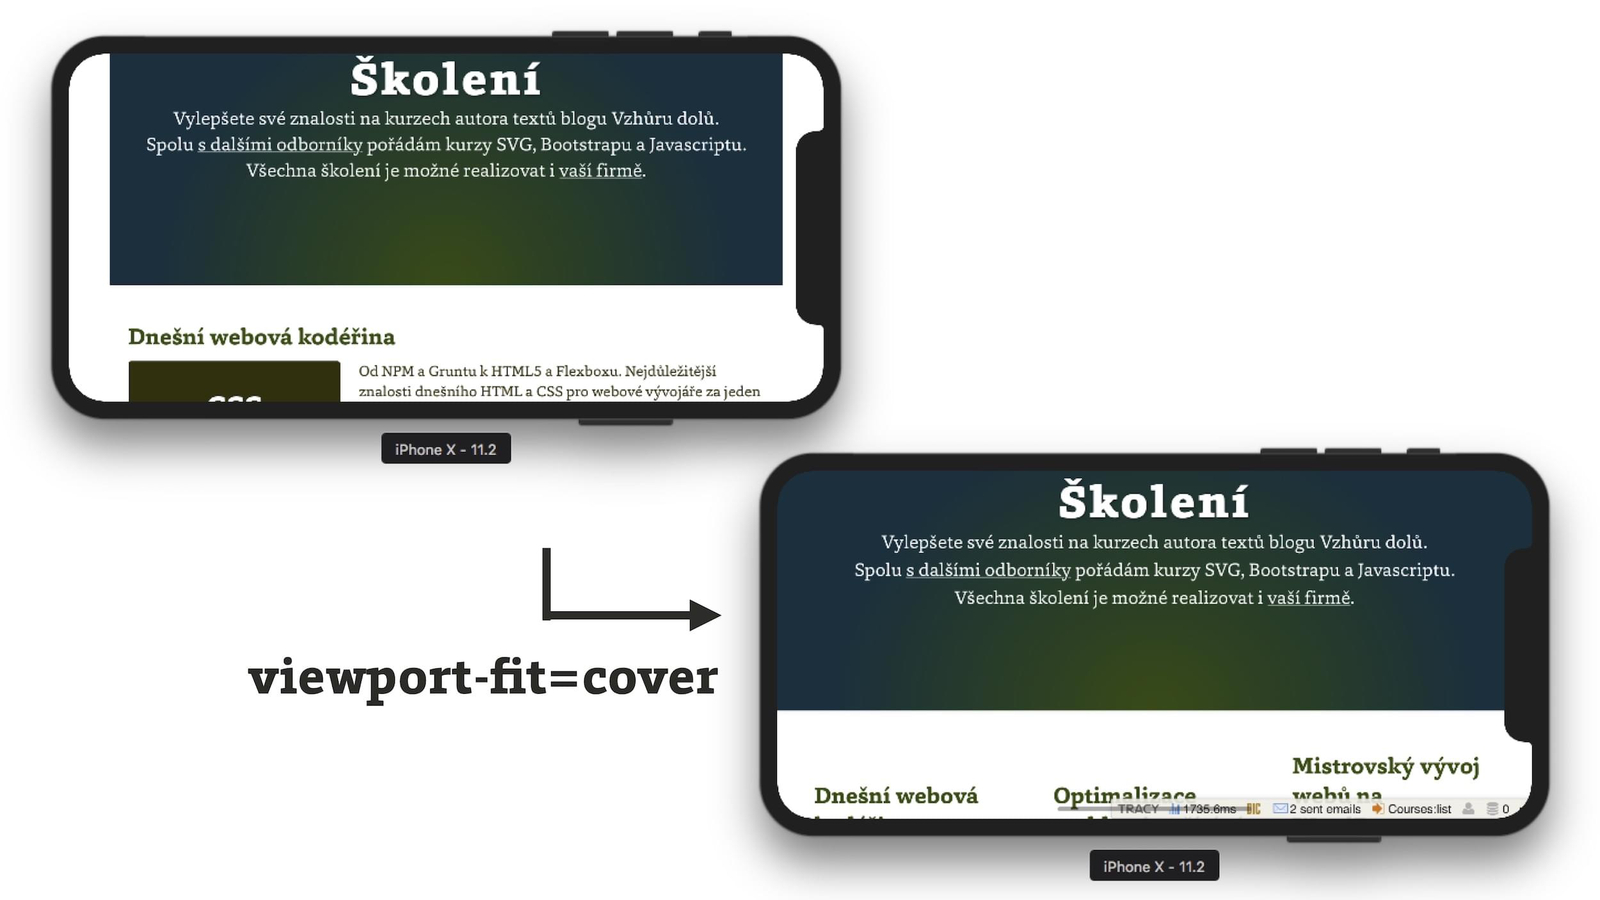 Školení
Vylepšete své znalosti na kurzech autora textů blogu Vzhůru dolů.
Spolu s dalšími odborníky pořádám kurzy SVG, Bootstrapu a Javascriptu.
Všechna školení je možné realizovat i vaší firmě.
Dnešní webová kodéřina
Od NPM a Gruntu k HTML5 a Flexboxu. Nejdůležitější
znalosti dnešního HTML a CSS pro webové vývojáře za jeden
CSS
iPhone X - 11.2
viewport-fit=cover
Školení
Vylepšete své znalosti na kurzech autora textů blogu Vzhůru dolů.
Spolu s dalšími odborníky pořádám kurzy SVG, Bootstrapu a Javascriptu.
Všechna školení je možné realizovat i vaší firmě.
Dnešní webová
Optimalizace
Mistrovský vývoj
webů na
TRACY 1735.6ms 2 sent emails Courses:list 0
iPhone X - 11.2